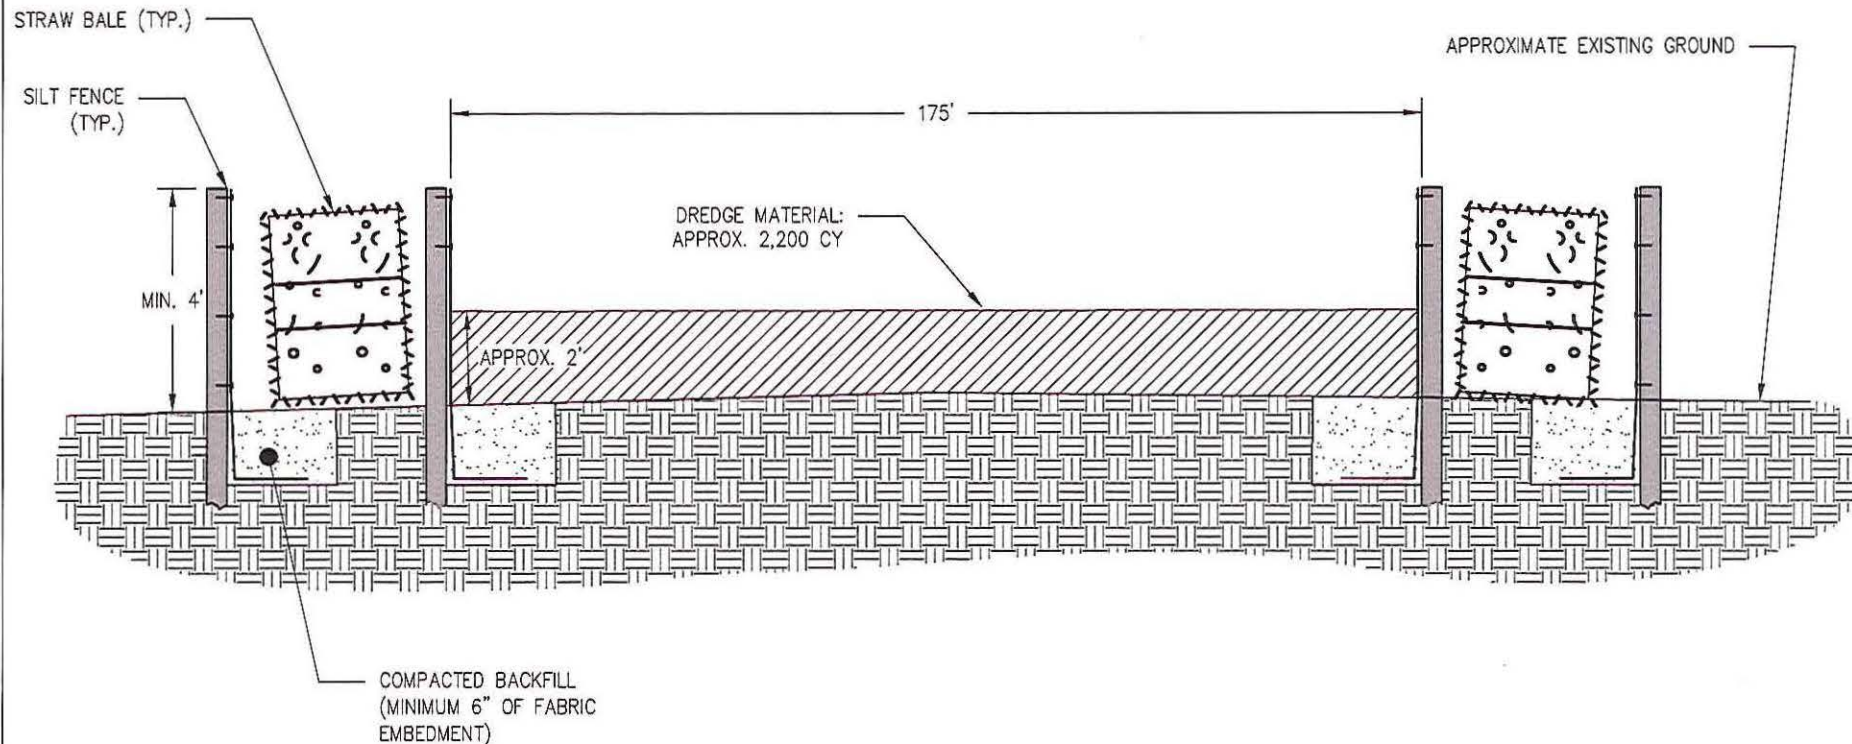 STRAW BALE (TYP.)
APPROXIMATE EXISTING GROUND
SILT FENCE
(TYP.)
175'
DREDGE MATERIAL:
APPROX. 2,200 CY
MIN. 4'
APPROX. 2'
COMPACTED BACKFILL
(MINIMUM 6" OF FABRIC
EMBEDMENT)